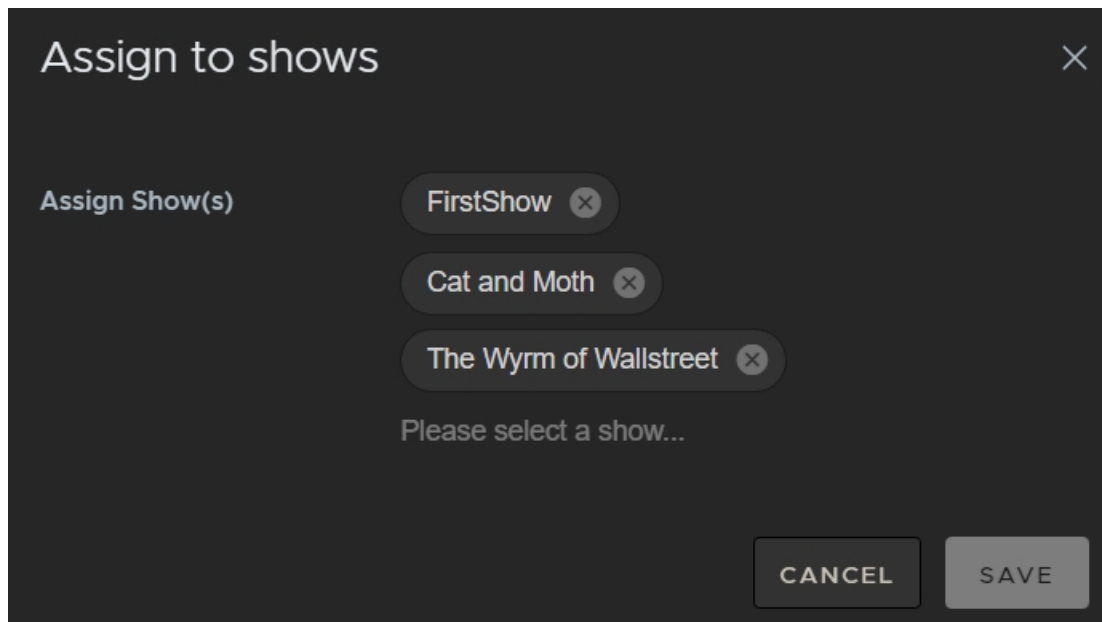 Assign to shows
Assign Show(s)
FirstShow
Cat and Moth
The Wyrm of Wallstreet
Please select a show...
CANCEL
SAVE